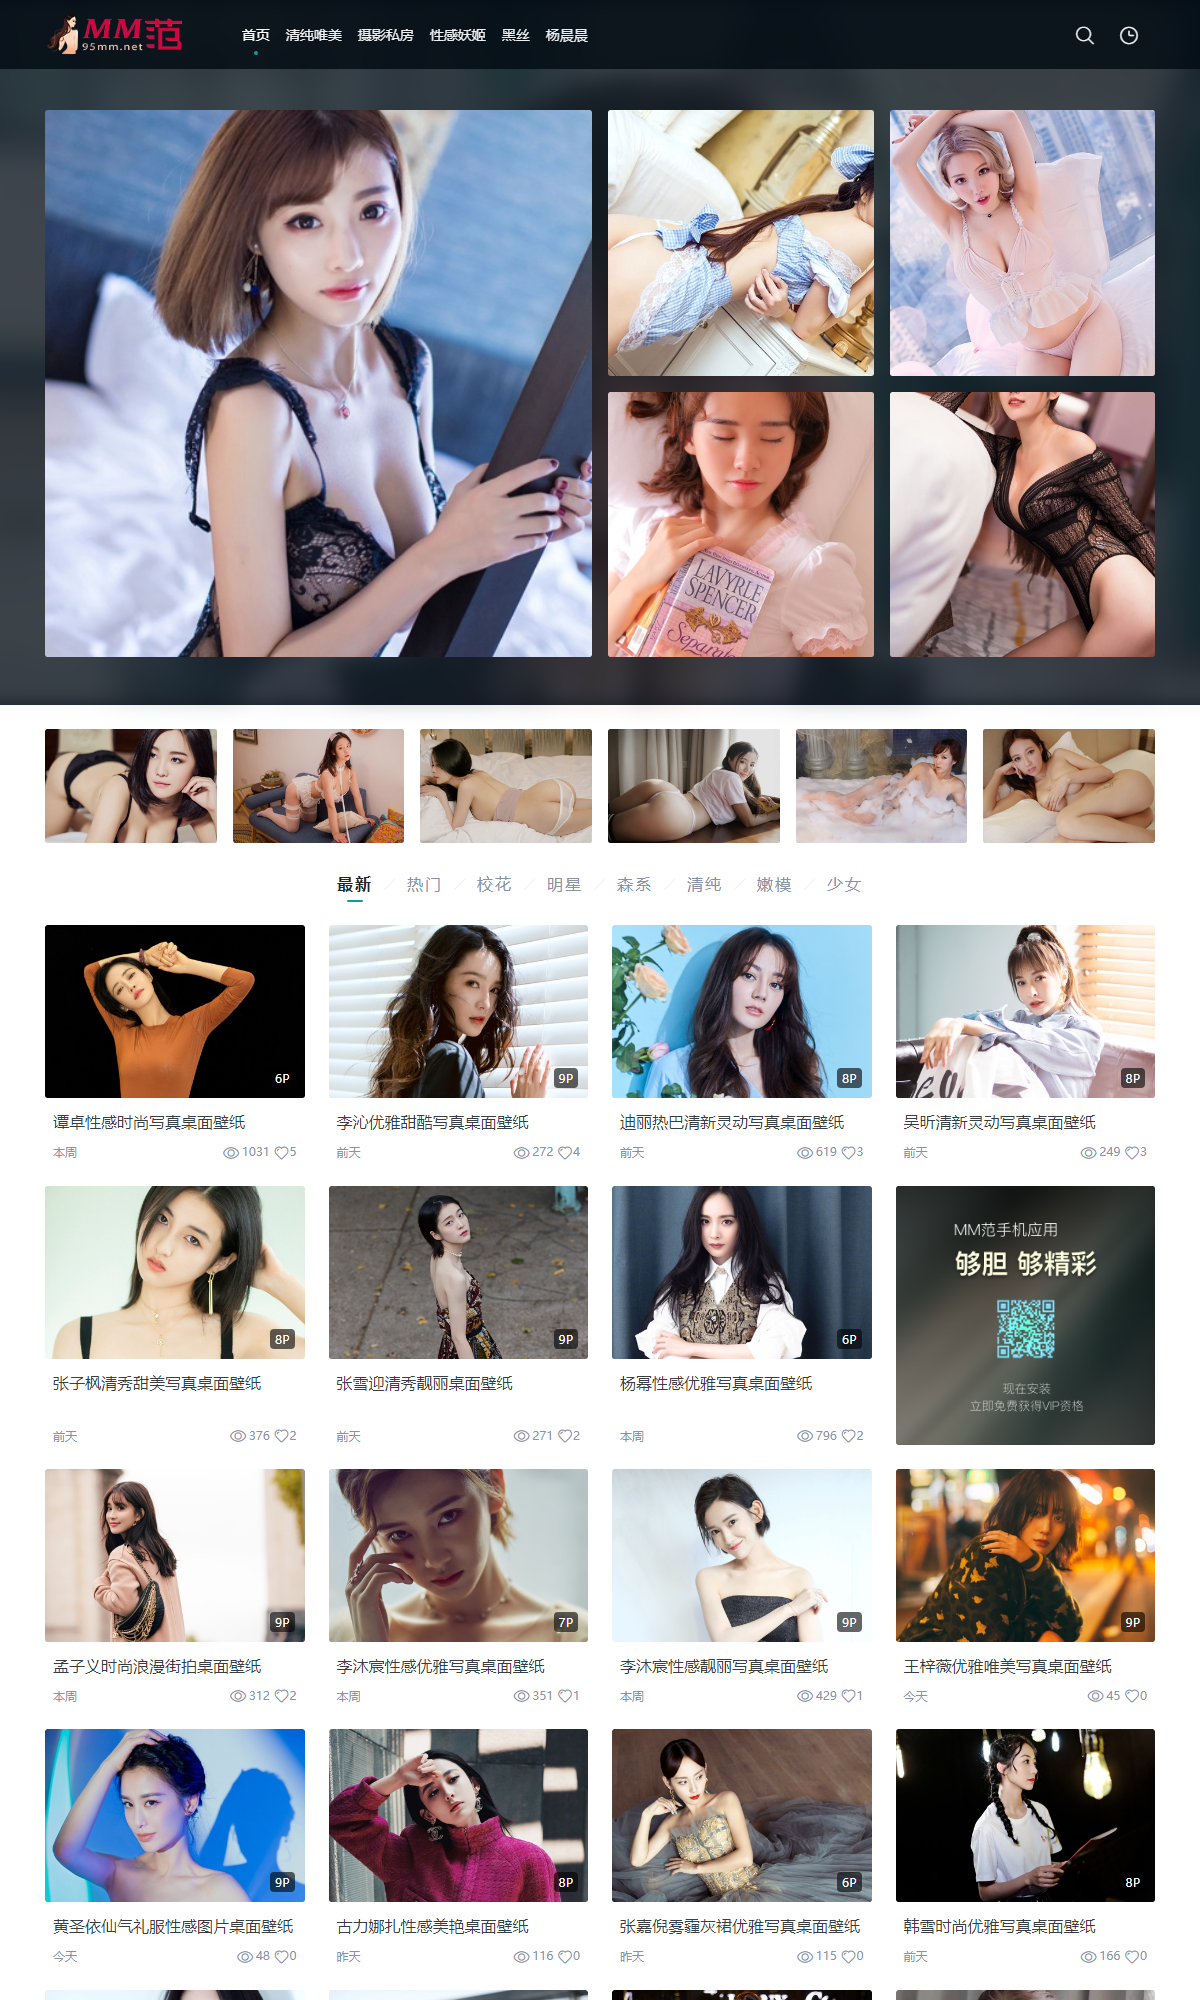 MM范
95mm.net
首页 清纯唯美 摄影私房 性感妖姬 黑丝 杨晨晨
LAVYRLE
SPENCER
最新 热门 校花 明星 森系 清纯 嫩模 少女
6P 9P 8P 8P
谭卓性感时尚写真桌面壁纸 李沁优雅甜酷写真桌面壁纸 迪丽热巴清新灵动写真桌面壁纸 吴昕清新灵动写真桌面壁纸
本周 1031 5 前天 272 4 前天 619 3 前天 249 3
MM范手机应用
够胆 够精彩
8P 9P 6P
张子枫清秀甜美写真桌面壁纸 张雪迎清秀靓丽桌面壁纸 杨幂性感优雅写真桌面壁纸
现在安装
立即免费获得VIP资格
前天 376 2 前天 271 2 本周 796 2
9P 7P 9P 9P
孟子义时尚浪漫街拍桌面壁纸 李沐宸性感优雅写真桌面壁纸 李沐宸性感靓丽写真桌面壁纸 王梓薇优雅唯美写真桌面壁纸
本周 312 2 本周 351 1 本周 429 1 今天 45 0
9P 8P 6P 8P
黄圣依仙气礼服性感图片桌面壁纸 古力娜扎性感美艳桌面壁纸 张嘉倪雾霾灰裙优雅写真桌面壁纸 韩雪时尚优雅写真桌面壁纸
今天 48 0 昨天 116 0 昨天 115 0 前天 166 0